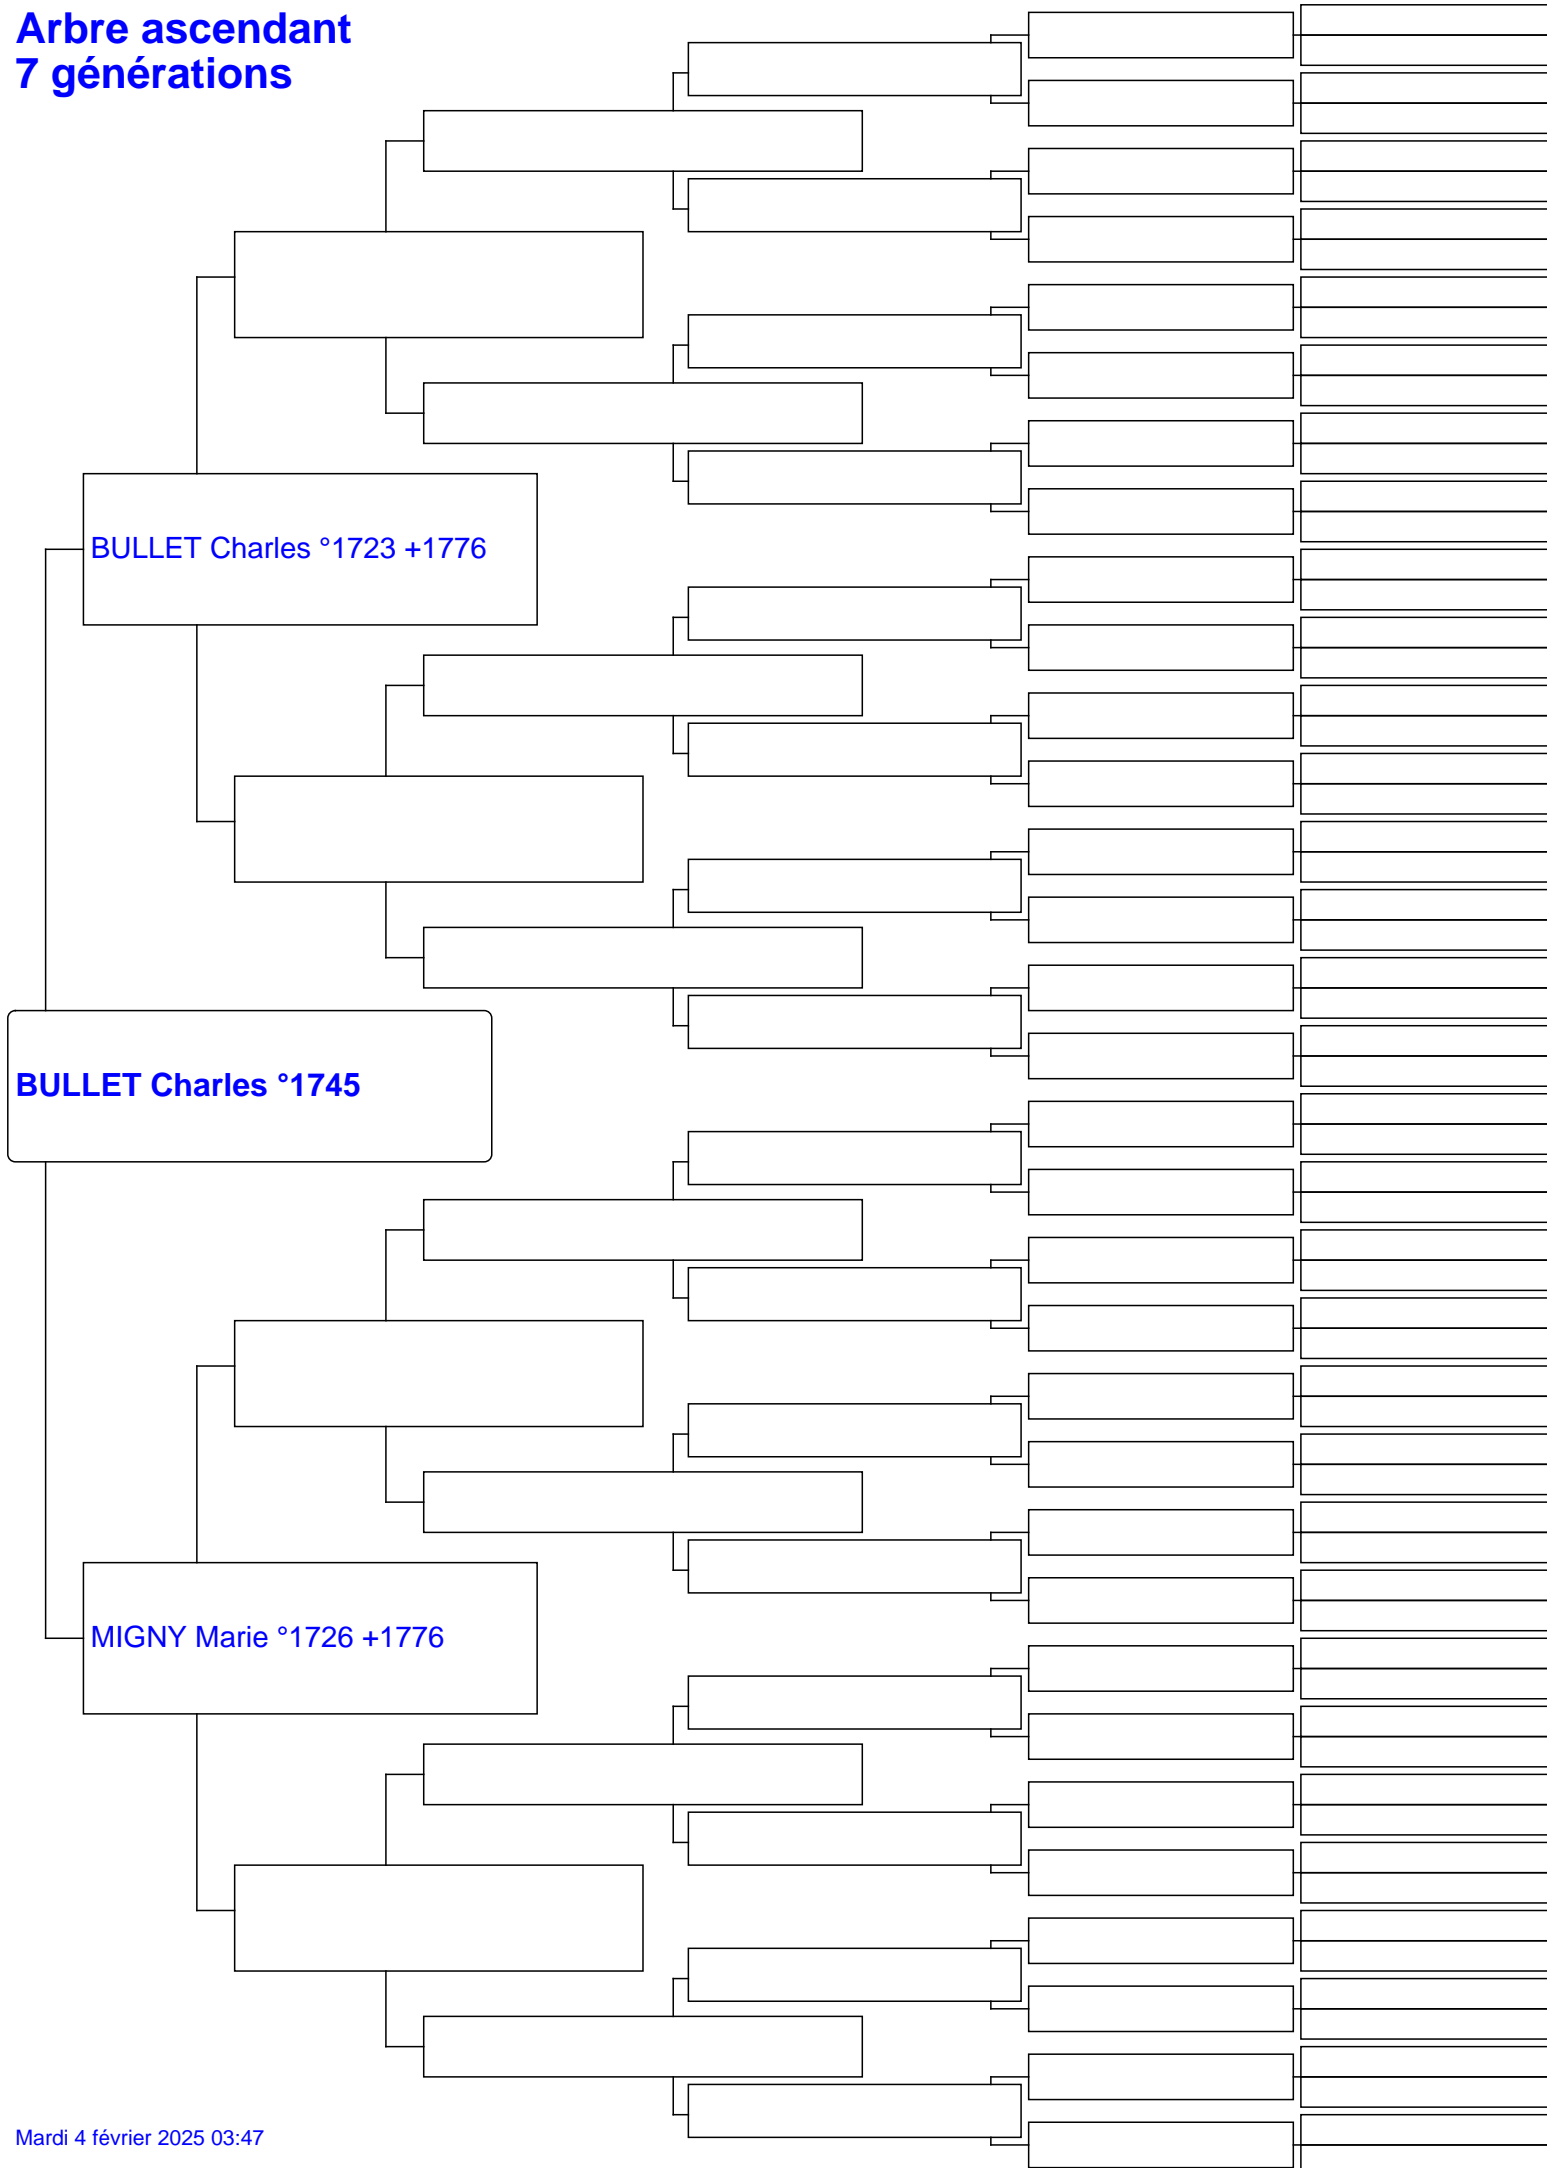 Arbre ascendant
7 générations
BULLET Charles °1723 +1776
BULLET Charles °1745
MIGNY Marie °1726 +1776
Mardi 4 février 2025 03:47